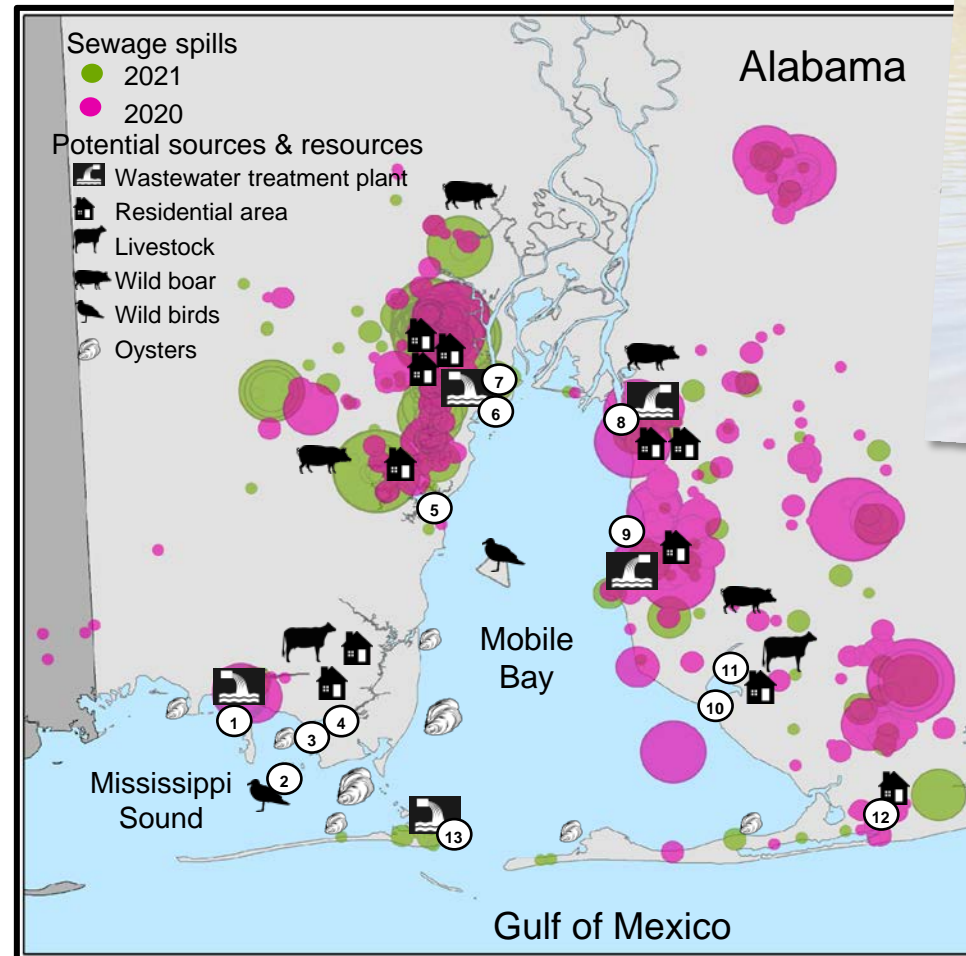 Sewage spills
2021
2020
Potential sources & resources
Wastewater treatment plant
Residential area
Livestock
Wild boar
Wild birds
Oysters
Alabama
7
6
8
5
9
Mobile
Bay
11
10
1
4
3
2
Mississippi
Sound
13
12
Gulf of Mexico